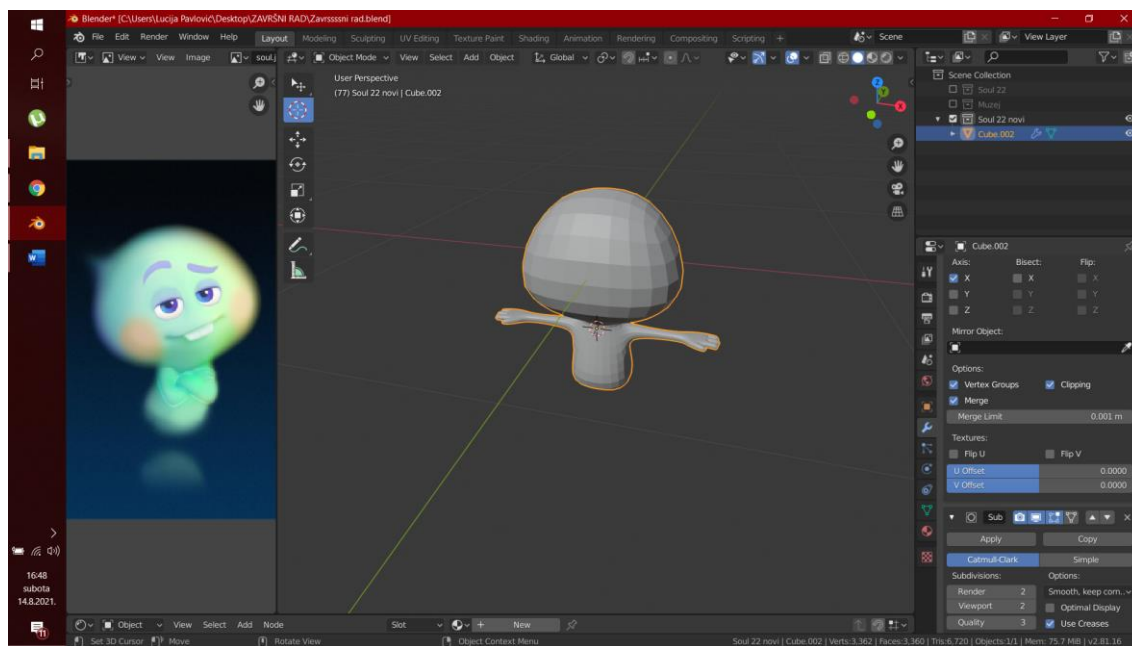 Blender* [C:\Users\Lucija Pavlović\Desktop\ZAVRŠNI RAD\Zavrssssni rad.blend]
File Edit Render Window Help Layout Modeling Sculpting UV Editing Texture Paint Shading Animation Rendering Compositing Scripting + Scene View Layer
View View Image soul.j Object Mode View Select Add Object Global
User Perspective
(77) Soul 22 novi | Cube.002
Scene Collection
Soul 22
Muzej
Soul 22 novi
Cube.002
Cube.002
Axis: Bisect: Flip:
X X X
Y Y Y
Z Z Z
Mirror Object:
Options:
Vertex Groups Clipping
Merge
Merge Limit 0.001 m
Textures:
Flip U Flip V
U Offset 0.0000
V Offset 0.0000
Sub
Apply Copy
Catmull-Clark Simple
Subdivisions: Options:
Render 2 Smooth, keep corn..
Viewport 2 Optimal Display
Quality 3 Use Creases
16:48
subota
14.8.2021.
11
Object View Select Add Node Slot + New
Set 3D Cursor Move Rotate View Object Context Menu Soul 22 novi | Cube.002 | Verts:3,362 | Faces:3,360 | Tris:6,720 | Objects:1/1 | Mem: 75.7 MiB | v2.81.16